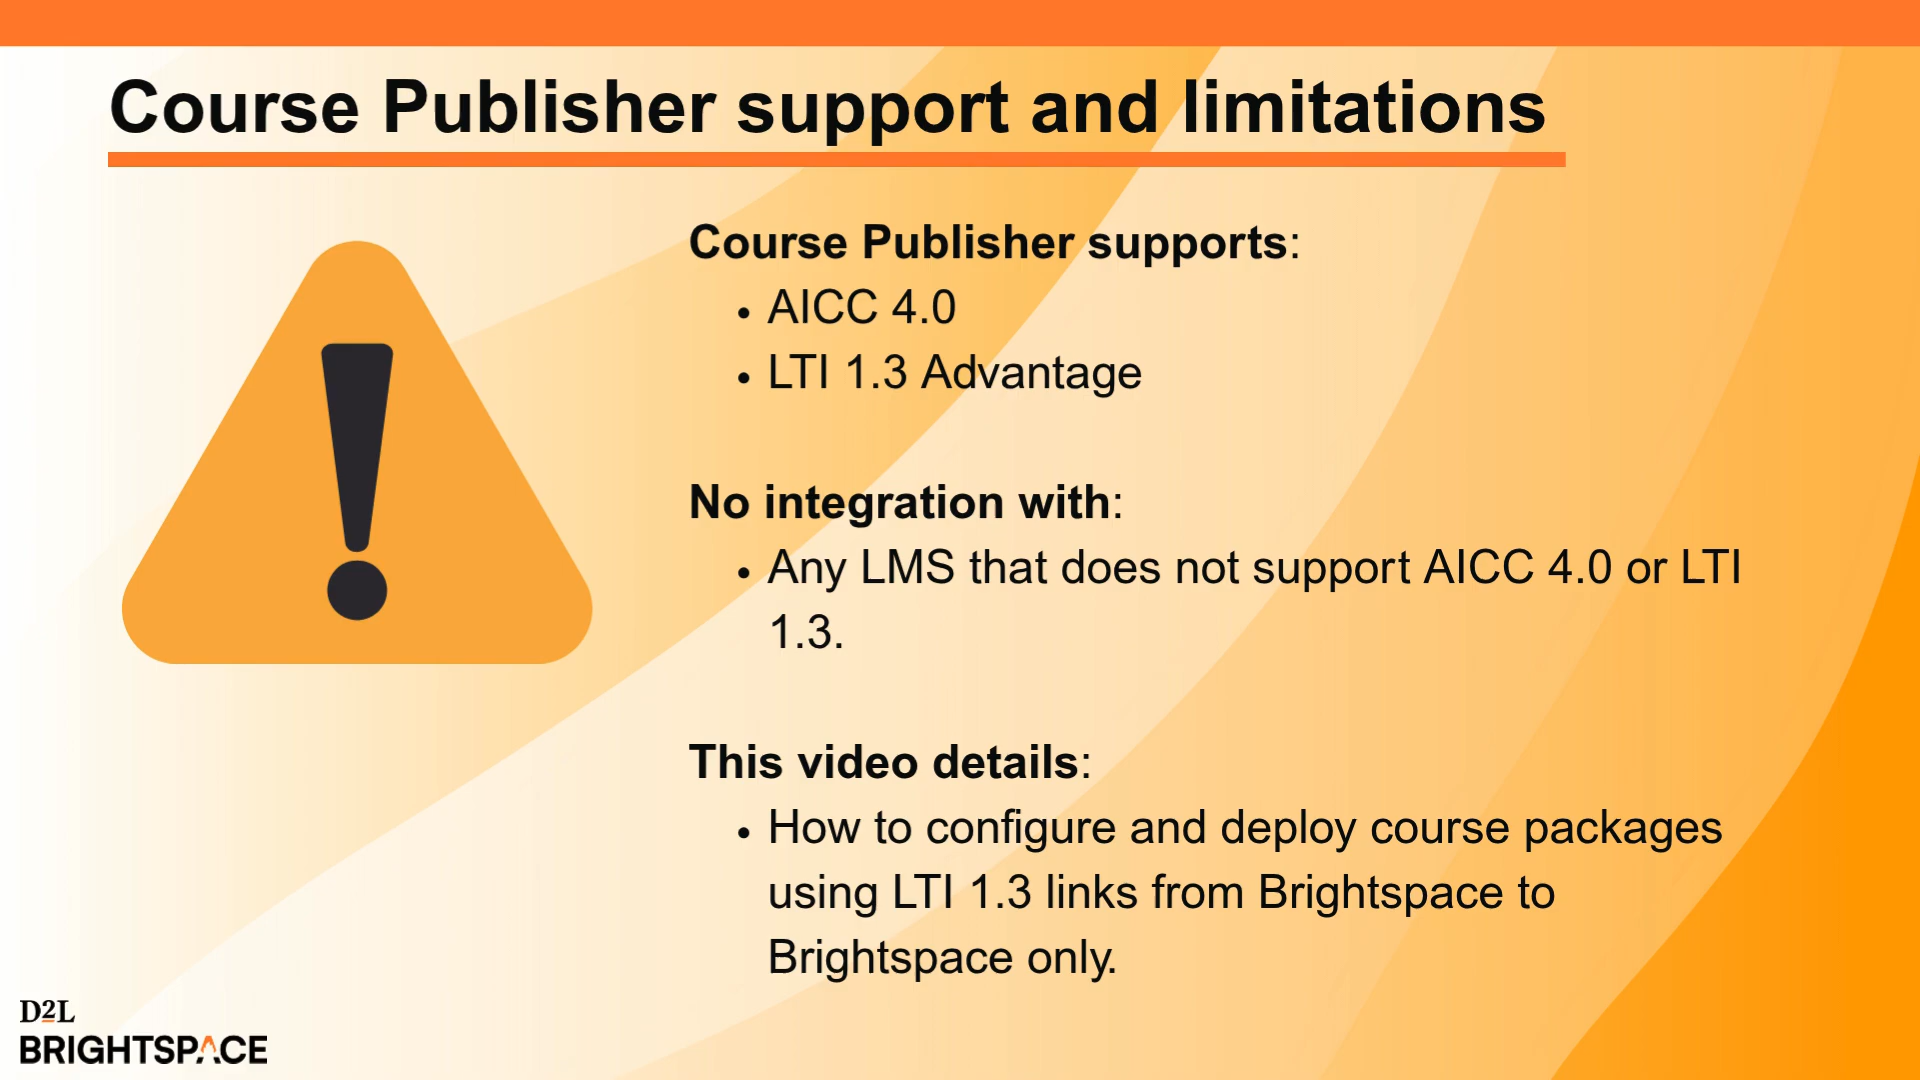 Course Publisher support and limitations
Course Publisher supports:
• AICC 4.0
• LTI 1.3 Advantage
No integration with:
• Any LMS that does not support AICC 4.0 or LTI
1.3.
This video details:
• How to configure and deploy course packages
using LTI 1.3 links from Brightspace to
Brightspace only.
D2L
BRIGHTSPACE